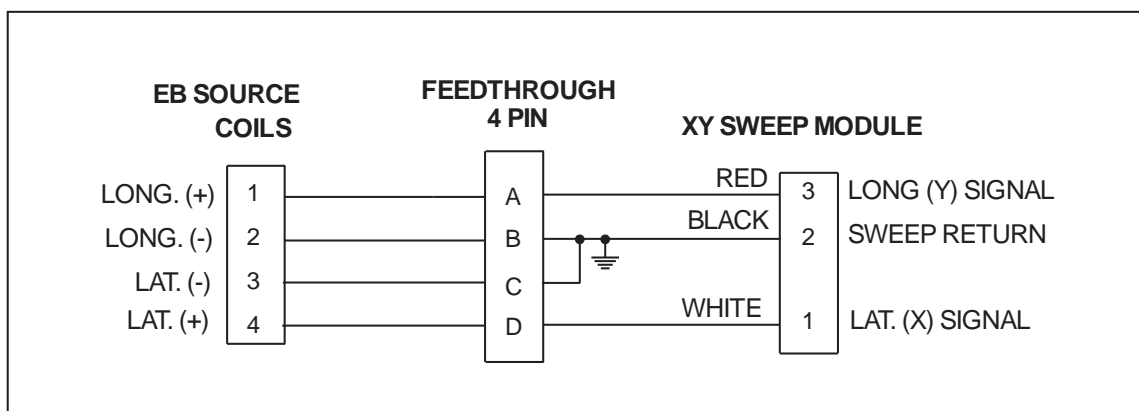 EB SOURCE
COILS
FEEDTHROUGH
4 PIN
XY SWEEP MODULE
LONG. (+) 1 A RED 3 LONG (Y) SIGNAL
LONG. (-) 2 B BLACK 2 SWEEP RETURN
LAT. (-) 3 C
LAT. (+) 4 D WHITE 1 LAT. (X) SIGNAL